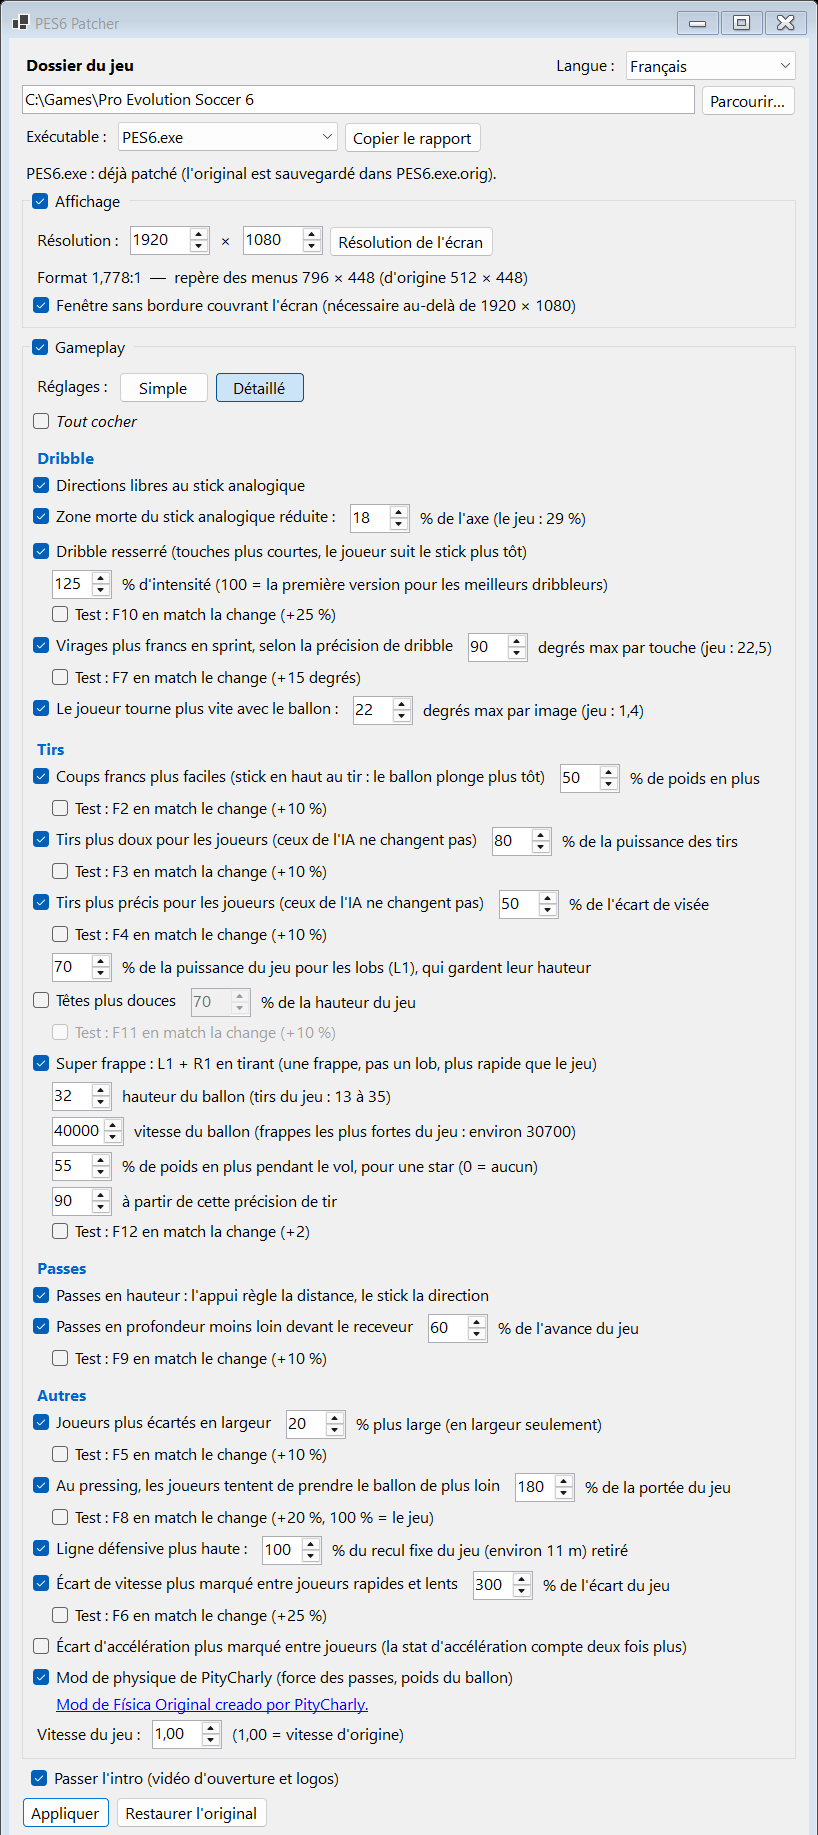 PES6 Patcher
Dossier du jeu Langue : Français
C:\Games\Pro Evolution Soccer 6 Parcourir...
Exécutable : PES6.exe Copier le rapport
PES6.exe : déjà patché (l'original est sauvegardé dans PES6.exe.orig).
Affichage
Résolution : 1920 × 1080 Résolution de l'écran
Format 1,778:1 — repère des menus 796 × 448 (d'origine 512 × 448)
Fenêtre sans bordure couvrant l'écran (nécessaire au-delà de 1920 × 1080)
Gameplay
Réglages : Simple Détaillé
Tout cocher
Dribble
Directions libres au stick analogique
Zone morte du stick analogique réduite : 18 % de l'axe (le jeu : 29 %)
Dribble resserré (touches plus courtes, le joueur suit le stick plus tôt)
125 % d'intensité (100 = la première version pour les meilleurs dribbleurs)
Test : F10 en match la change (+25 %)
Virages plus francs en sprint, selon la précision de dribble 90 degrés max par touche (jeu : 22,5)
Test : F7 en match le change (+15 degrés)
Le joueur tourne plus vite avec le ballon : 22 degrés max par image (jeu : 1,4)
Tirs
Coups francs plus faciles (stick en haut au tir : le ballon plonge plus tôt) 50 % de poids en plus
Test : F2 en match le change (+10 %)
Tirs plus doux pour les joueurs (ceux de l'IA ne changent pas) 80 % de la puissance des tirs
Test : F3 en match le change (+10 %)
Tirs plus précis pour les joueurs (ceux de l'IA ne changent pas) 50 % de l'écart de visée
Test : F4 en match le change (+10 %)
70 % de la puissance du jeu pour les lobs (L1), qui gardent leur hauteur
Têtes plus douces 70 % de la hauteur du jeu
Test : F11 en match la change (+10 %)
Super frappe : L1 + R1 en tirant (une frappe, pas un lob, plus rapide que le jeu)
32 hauteur du ballon (tirs du jeu : 13 à 35)
40000 vitesse du ballon (frappes les plus fortes du jeu : environ 30700)
55 % de poids en plus pendant le vol, pour une star (0 = aucun)
90 à partir de cette précision de tir
Test : F12 en match la change (+2)
Passes
Passes en hauteur : l'appui règle la distance, le stick la direction
Passes en profondeur moins loin devant le receveur 60 % de l'avance du jeu
Test : F9 en match le change (+10 %)
Autres
Joueurs plus écartés en largeur 20 % plus large (en largeur seulement)
Test : F5 en match le change (+10 %)
Au pressing, les joueurs tentent de prendre le ballon de plus loin 180 % de la portée du jeu
Test : F8 en match le change (+20 %, 100 % = le jeu)
Ligne défensive plus haute : 100 % du recul fixe du jeu (environ 11 m) retiré
Écart de vitesse plus marqué entre joueurs rapides et lents 300 % de l'écart du jeu
Test : F6 en match le change (+25 %)
Écart d'accélération plus marqué entre joueurs (la stat d'accélération compte deux fois plus)
Mod de physique de PityCharly (force des passes, poids du ballon)
Mod de Física Original creado por PityCharly.
Vitesse du jeu : 1,00 (1,00 = vitesse d'origine)
Passer l'intro (vidéo d'ouverture et logos)
Appliquer Restaurer l'original